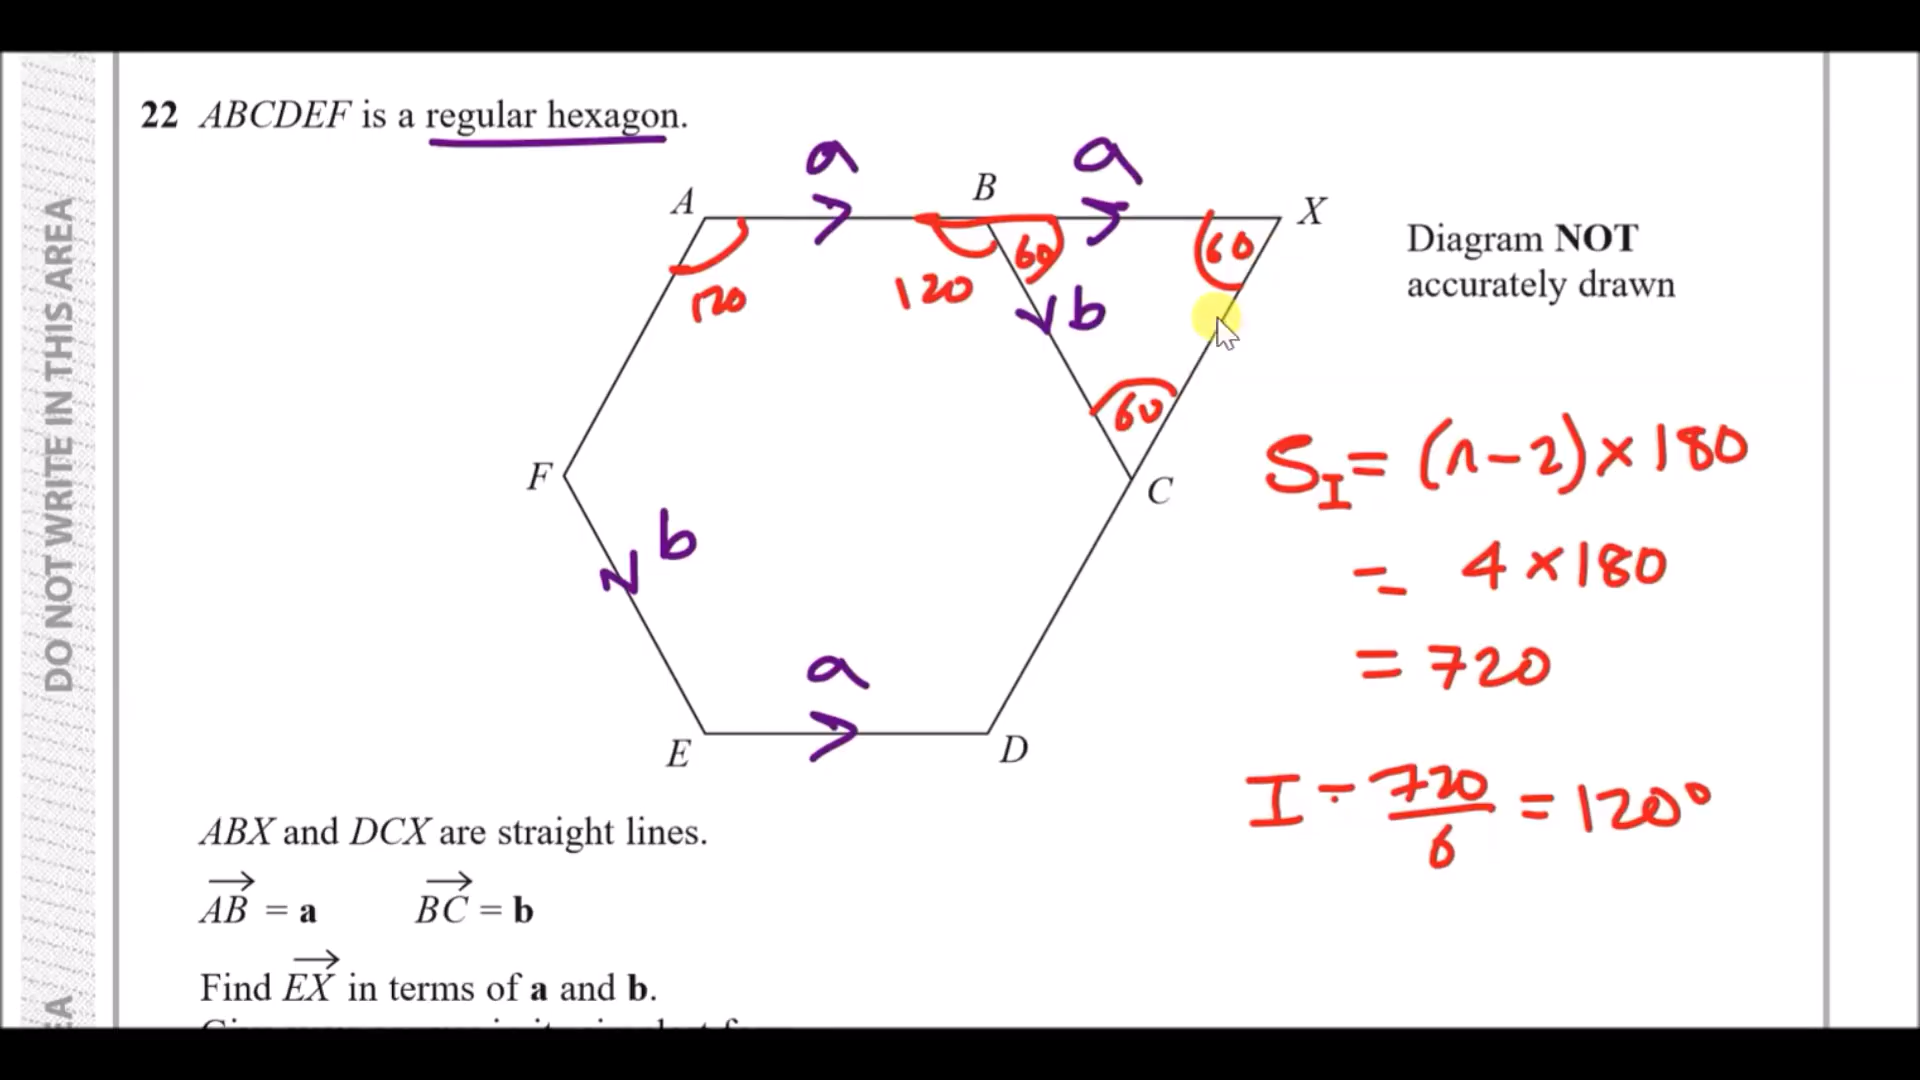 DO NOT WRITE IN THIS AREA
22 ABCDEF is a regular hexagon.
a
a
A
B
X
Diagram NOT
accurately drawn
120
120
60
60
b
60
F
C
b
a
E
D
S_I = (n-2) × 180
= 4 × 180
= 720
I = 720/6 = 120°
ABX and DCX are straight lines.
AB = a BC = b
Find EX in terms of a and b.